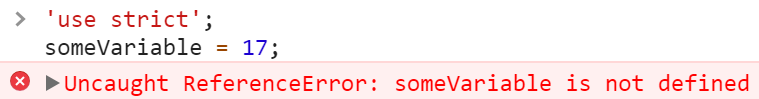 'use strict';
someVariable = 17;
Uncaught ReferenceError: someVariable is not defined